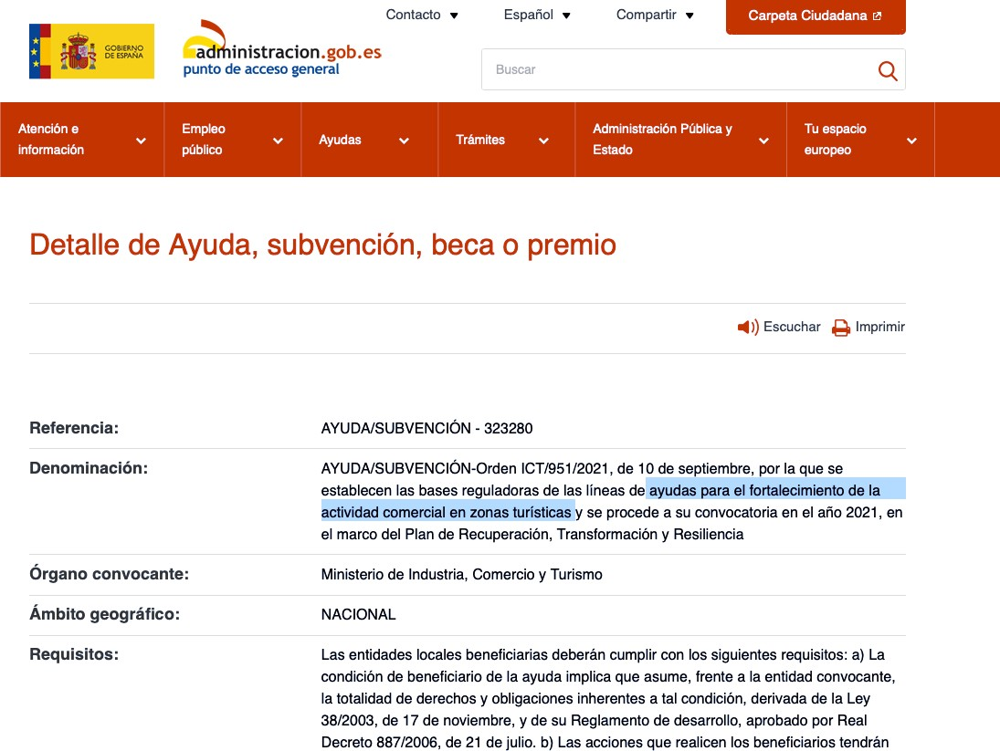 Contacto
Español
Compartir
Carpeta Ciudadana
GOBIERNO
DE ESPAÑA
administracion.gob.es
punto de acceso general
Buscar
Atención e
información
Empleo
público
Ayudas
Trámites
Administración Pública y
Estado
Tu espacio
europeo
Detalle de Ayuda, subvención, beca o premio
Escuchar
Imprimir
Referencia:
AYUDA/SUBVENCIÓN - 323280
Denominación:
AYUDA/SUBVENCIÓN-Orden ICT/951/2021, de 10 de septiembre, por la que se
establecen las bases reguladoras de las líneas de ayudas para el fortalecimiento de la
actividad comercial en zonas turísticas y se procede a su convocatoria en el año 2021, en
el marco del Plan de Recuperación, Transformación y Resiliencia
Órgano convocante:
Ministerio de Industria, Comercio y Turismo
Ámbito geográfico:
NACIONAL
Requisitos:
Las entidades locales beneficiarias deberán cumplir con los siguientes requisitos: a) La
condición de beneficiario de la ayuda implica que asume, frente a la entidad convocante,
la totalidad de derechos y obligaciones inherentes a tal condición, derivada de la Ley
38/2003, de 17 de noviembre, y de su Reglamento de desarrollo, aprobado por Real
Decreto 887/2006, de 21 de julio. b) Las acciones que realicen los beneficiarios tendrán